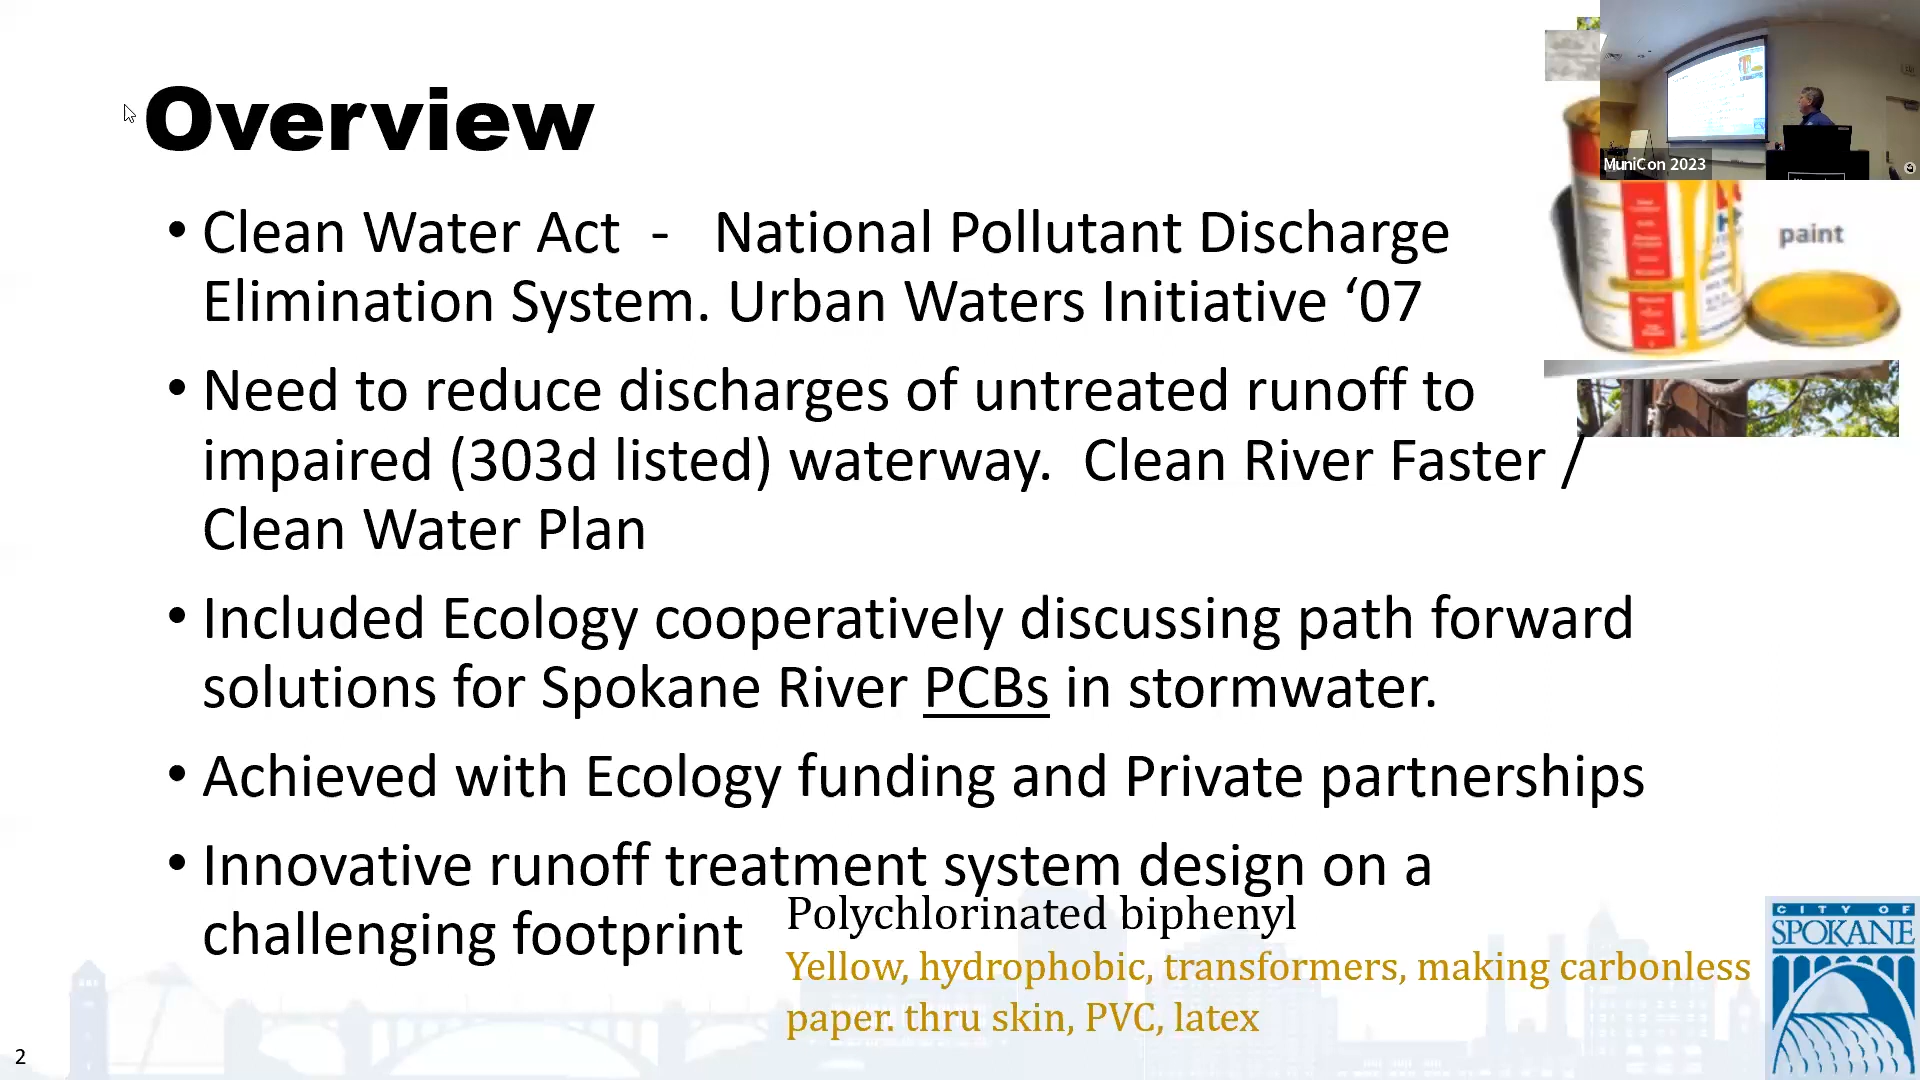 Overview
MuniCon 2023
paint
• Clean Water Act - National Pollutant Discharge
Elimination System. Urban Waters Initiative ‘07
• Need to reduce discharges of untreated runoff to
impaired (303d listed) waterway. Clean River Faster /
Clean Water Plan
• Included Ecology cooperatively discussing path forward
solutions for Spokane River PCBs in stormwater.
• Achieved with Ecology funding and Private partnerships
• Innovative runoff treatment system design on a
challenging footprint
Polychlorinated biphenyl
Yellow, hydrophobic, transformers, making carbonless
paper. thru skin, PVC, latex
CITY OF
SPOKANE
2